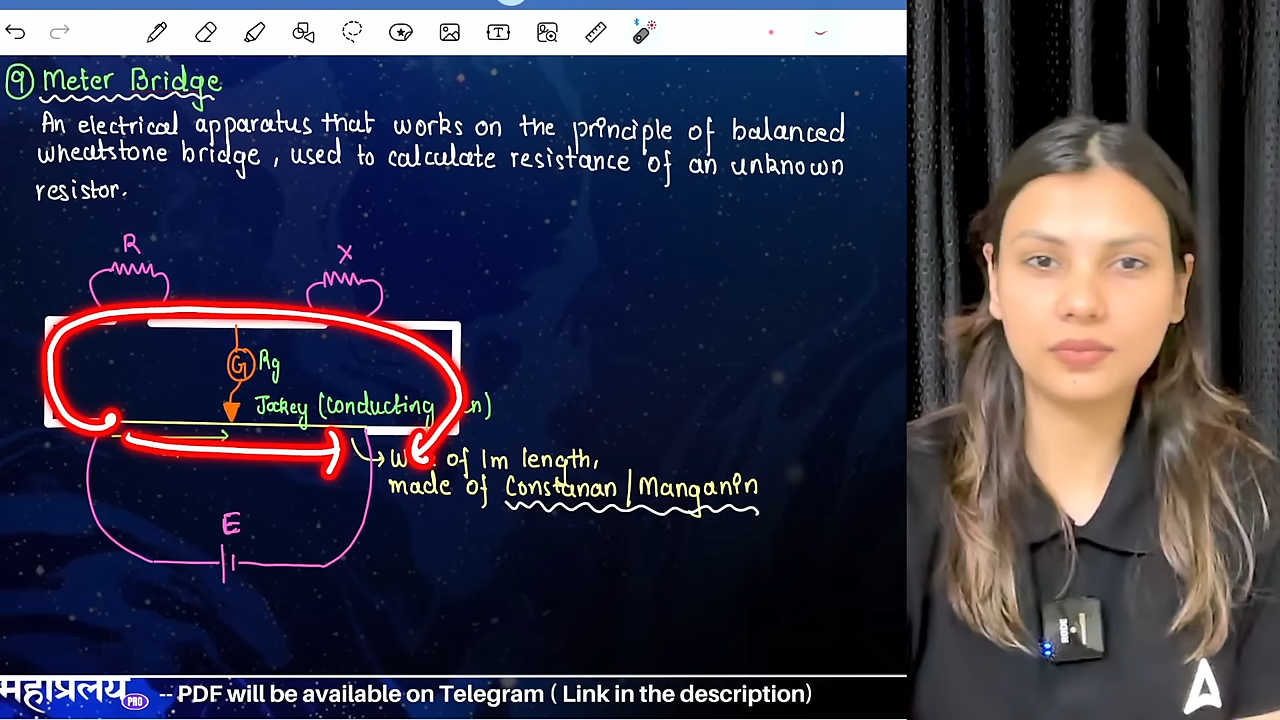 9 Meter Bridge
An electrical apparatus that works on the principle of balanced
wheatstone bridge, used to calculate resistance of an unknown
resistor.
R
X
G Rg
Jockey (conducting
of 1m length,
made of Constanan / Manganin
E
महाप्रलय PRO -- PDF will be available on Telegram ( Link in the description)